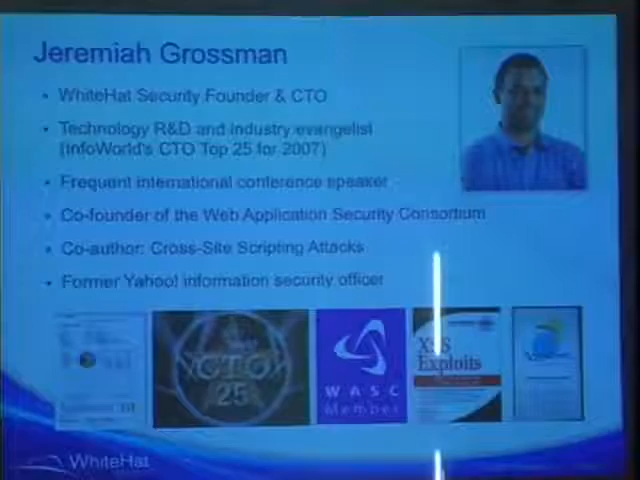 Jeremiah Grossman
• WhiteHat Security Founder & CTO
• Technology R&D and industry evangelist
(InfoWorld's CTO Top 25 for 2007)
• Frequent international conference speaker
• Co-founder of the Web Application Security Consortium
• Co-author: Cross-Site Scripting Attacks
• Former Yahoo! information security officer
CTO
25
WASC
Member
XSS
Exploits
WhiteHat